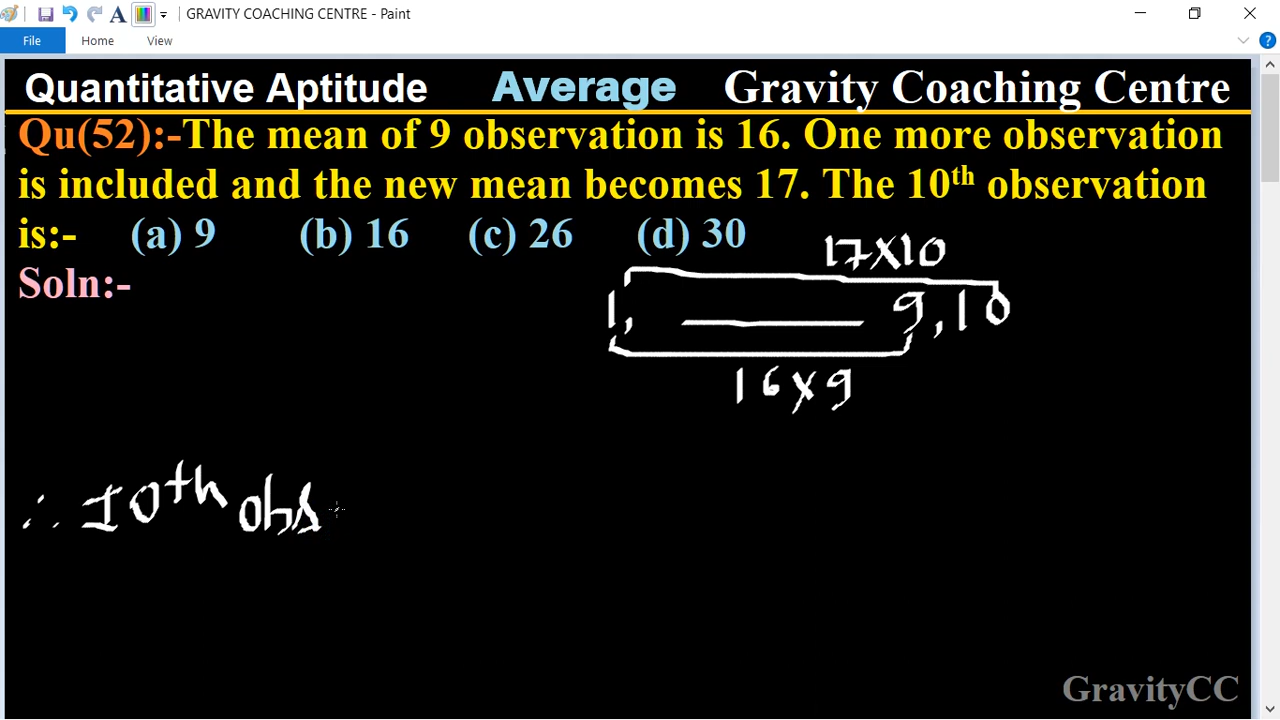 GRAVITY COACHING CENTRE - Paint
File Home View
Quantitative Aptitude Average Gravity Coaching Centre
Qu(52):-The mean of 9 observation is 16. One more observation
is included and the new mean becomes 17. The 10th observation
is:- (a) 9 (b) 16 (c) 26 (d) 30
17X10
Soln:-
1, 9,10
16x9
∴ 10th obs
GravityCC